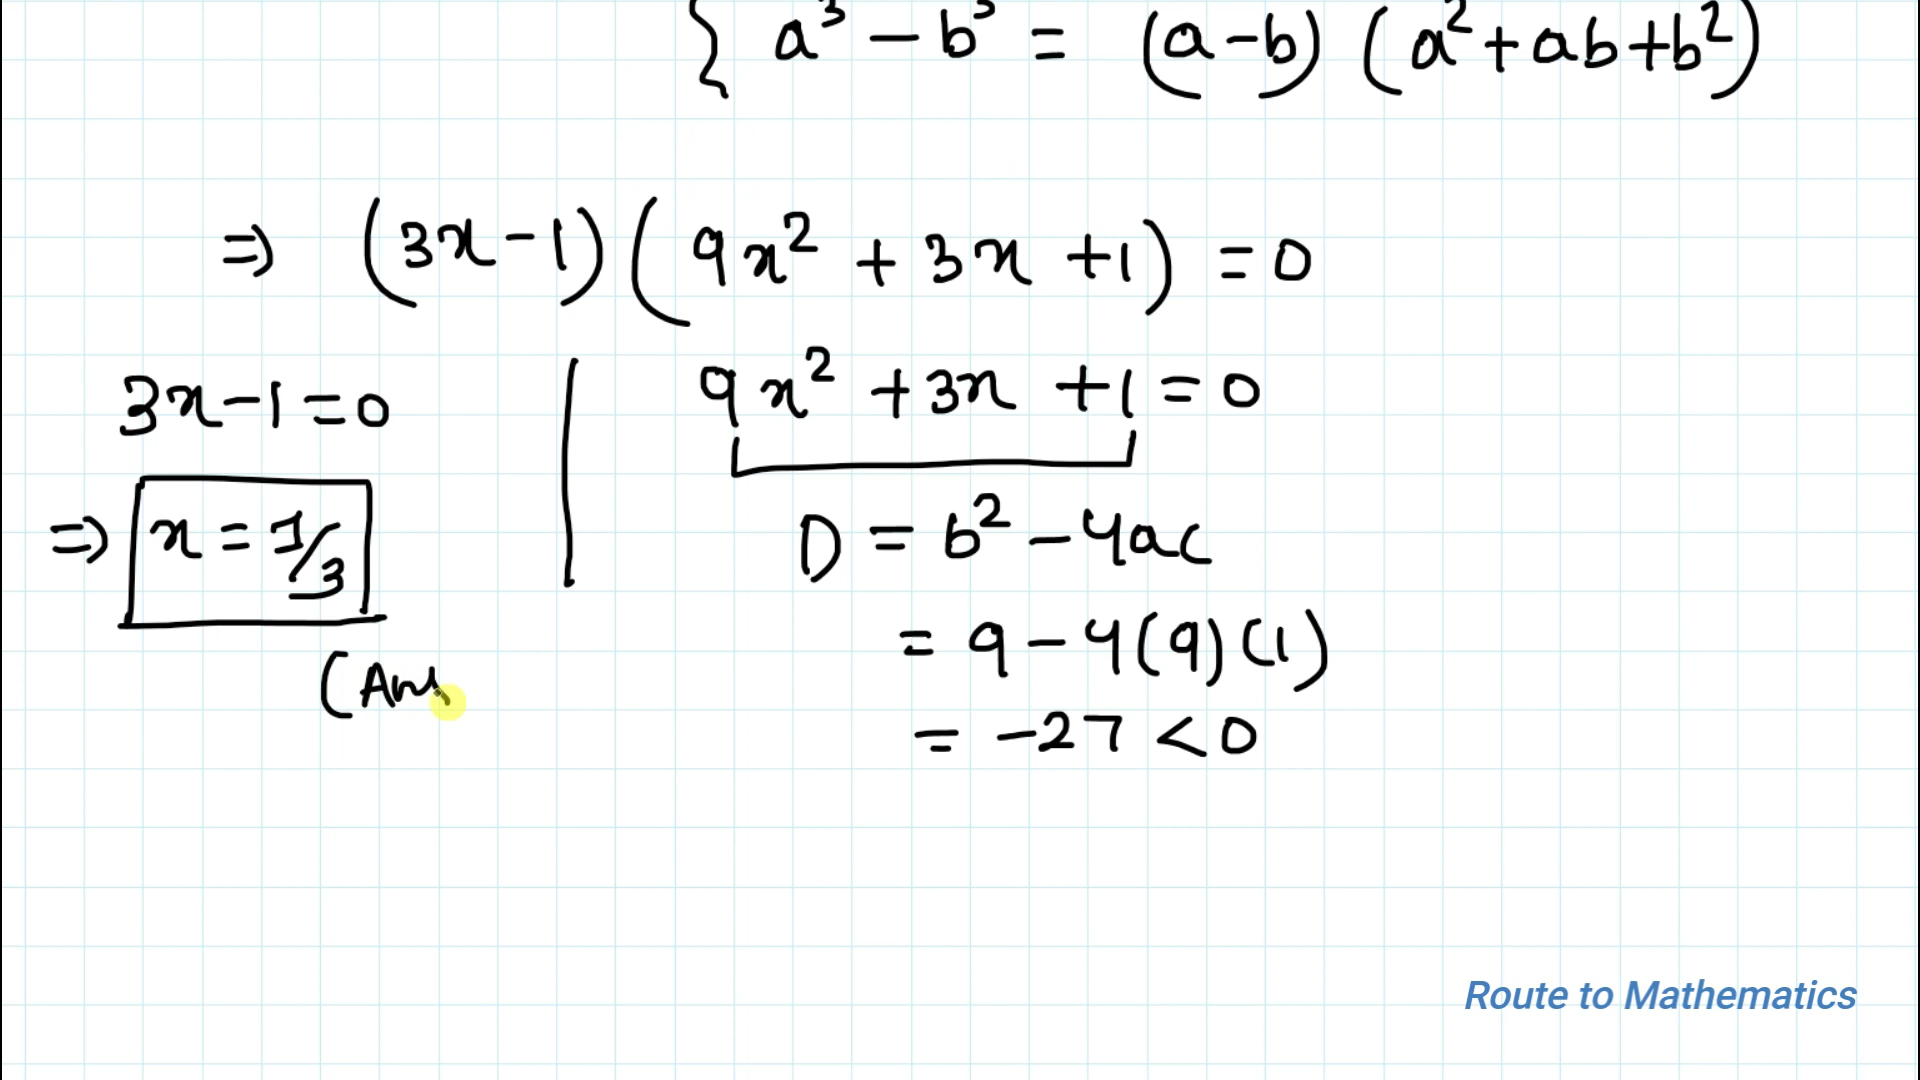 { a³ - b³ = (a-b) (a²+ab+b²)
⇒ (3x-1)(9x² + 3x +1) = 0
3x-1=0
9x² +3x +1 = 0
⇒ x = 1/3
D = b² - 4ac
= 9 - 4(9)(1)
(Ans
= -27 < 0
Route to Mathematics